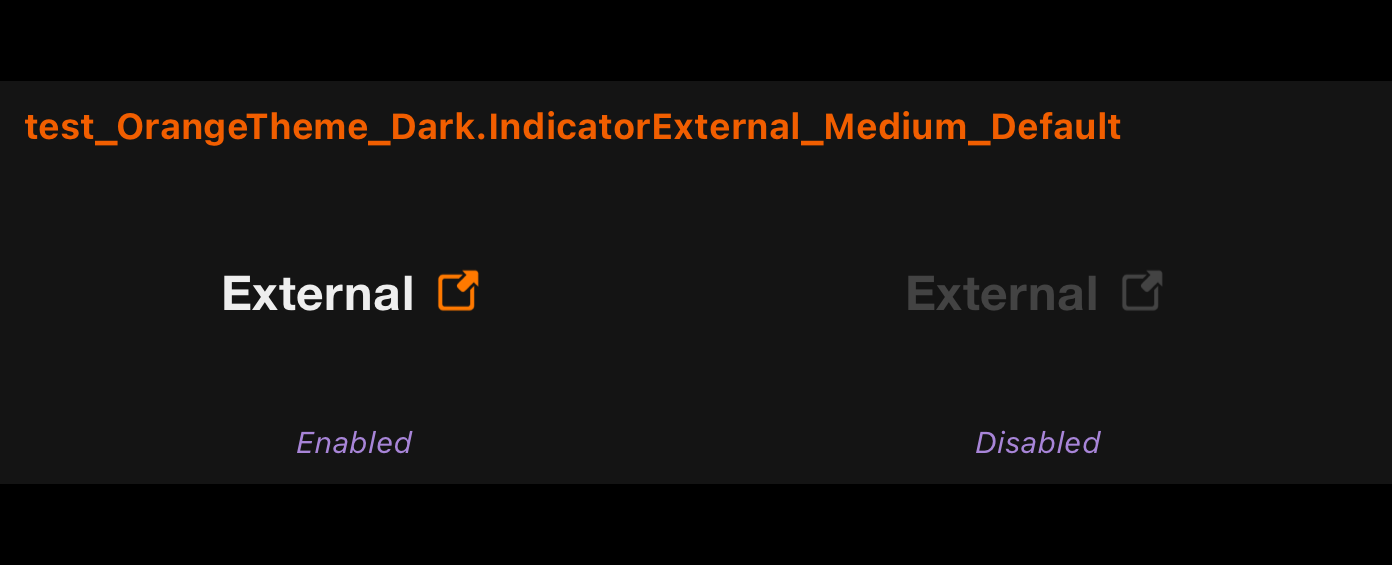 test_OrangeTheme_Dark.IndicatorExternal_Medium_Default
External External
Enabled Disabled